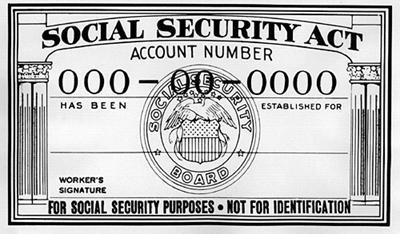 SOCIAL SECURITY ACT
ACCOUNT NUMBER
000-00-0000
HAS BEEN ESTABLISHED FOR
SOCIAL SECURITY
BOARD
WORKER'S
SIGNATURE
FOR SOCIAL SECURITY PURPOSES • NOT FOR IDENTIFICATION